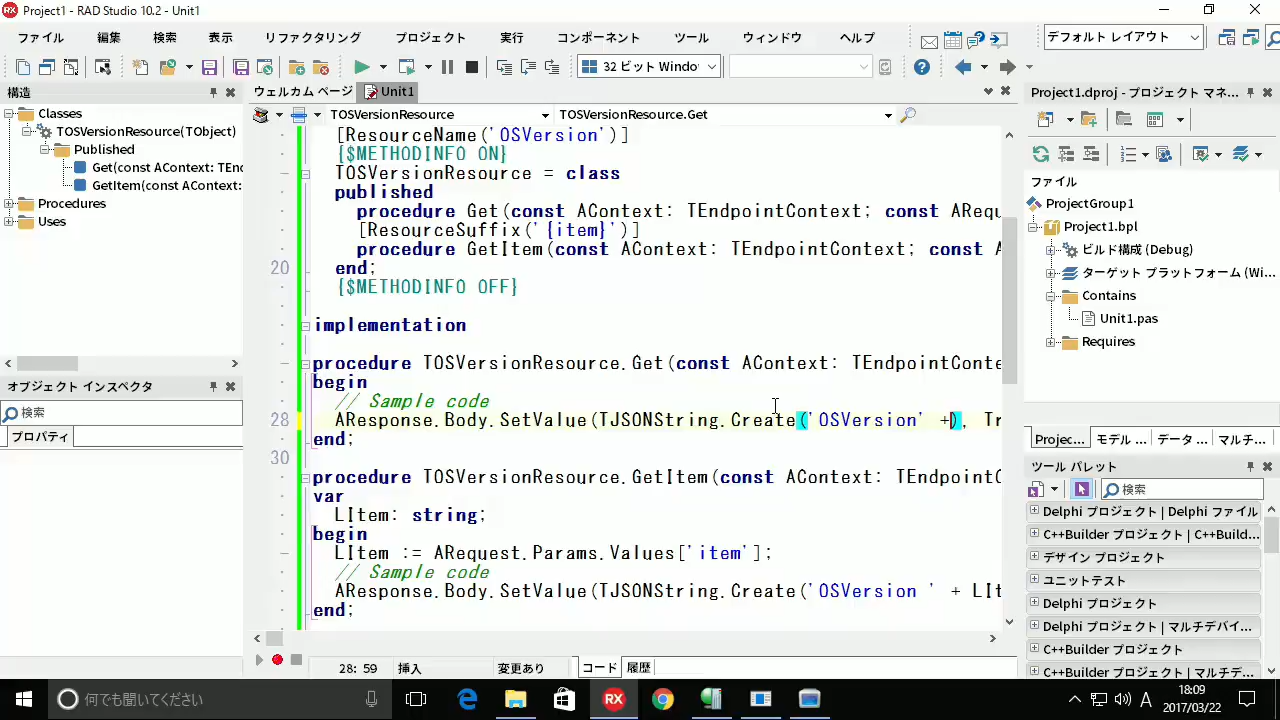 Project1 - RAD Studio 10.2 - Unit1
ファイル 編集 検索 表示 リファクタリング プロジェクト 実行 コンポーネント ツール ウィンドウ ヘルプ デフォルト レイアウト
32 ビット Windo
構造
ウェルカム ページ Unit1
Project1.dproj - プロジェクト マネ...
Classes
TOSVersionResource(TObject)
Published
Get(const AContext: TEnd
GetItem(const AContext:
Procedures
Uses
オブジェクト インスペクタ
検索
プロパティ
TOSVersionResource TOSVersionResource.Get
[ResourceName('OSVersion')]
{$METHODINFO ON}
TOSVersionResource = class
published
procedure Get(const AContext: TEndpointContext; const ARequ
[ResourceSuffix('{item}')]
procedure GetItem(const AContext: TEndpointContext; const A
20 end;
{$METHODINFO OFF}
implementation
procedure TOSVersionResource.Get(const AContext: TEndpointConte
begin
// Sample code
28 AResponse.Body.SetValue(TJSONString.Create('OSVersion' +), Tr
end;
30
procedure TOSVersionResource.GetItem(const AContext: TEndpointC
var
LItem: string;
begin
LItem := ARequest.Params.Values['item'];
// Sample code
AResponse.Body.SetValue(TJSONString.Create('OSVersion ' + LIt
end;
28: 59 挿入 変更あり コード 履歴
ファイル
ProjectGroup1
Project1.bpl
ビルド構成 (Debug)
ターゲット プラットフォーム (Wi...
Contains
Unit1.pas
Requires
Projec... モデル ... データ ... マルチ...
ツール パレット
検索
Delphi プロジェクト | Delphi ファイル
C++Builder プロジェクト | C++Build...
デザイン プロジェクト
ユニットテスト
Delphi プロジェクト
Delphi プロジェクト | マルチデバイ...
C++Builder プロジェクト
C++Builder プロジェクト | マルチデ...
何でも聞いてください
A
18:09
2017/03/22